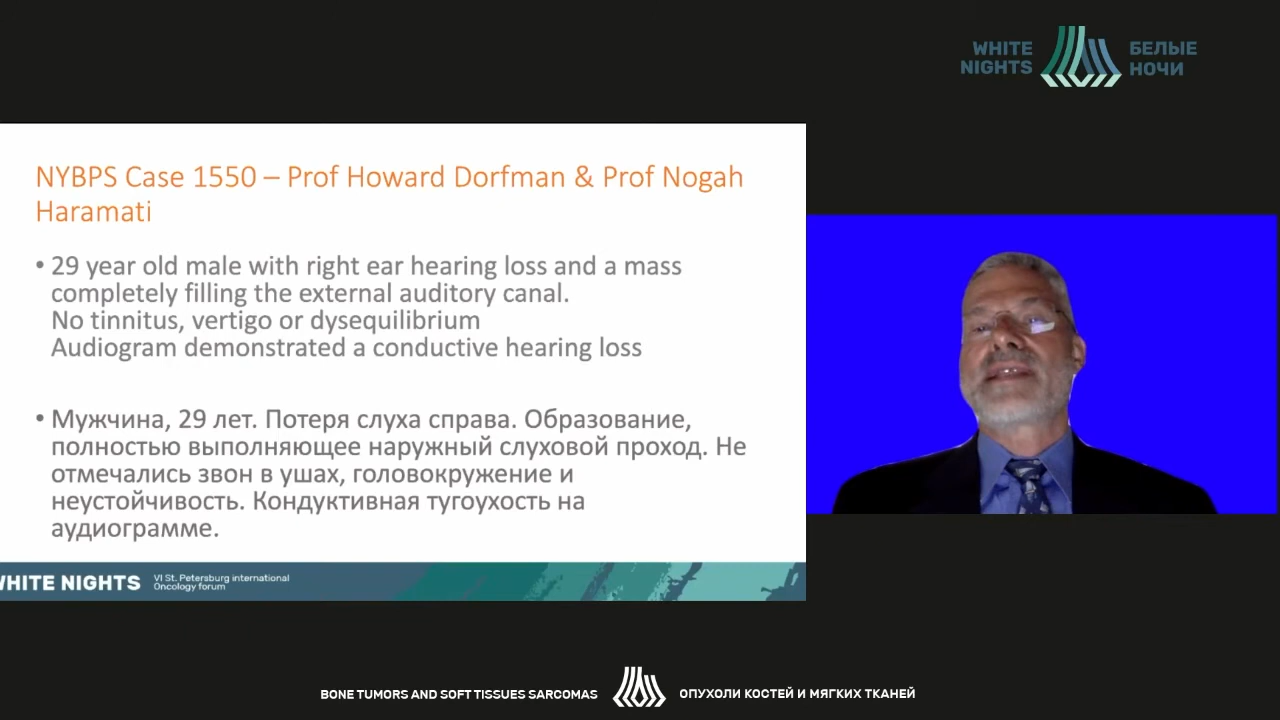 WHITE
NIGHTS
БЕЛЫЕ
НОЧИ
NYBPS Case 1550 – Prof Howard Dorfman & Prof Nogah
Haramati
• 29 year old male with right ear hearing loss and a mass
completely filling the external auditory canal.
No tinnitus, vertigo or dysequilibrium
Audiogram demonstrated a conductive hearing loss
• Мужчина, 29 лет. Потеря слуха справа. Образование,
полностью выполняющее наружный слуховой проход. Не
отмечались звон в ушах, головокружение и
неустойчивость. Кондуктивная тугоухость на
аудиограмме.
WHITE NIGHTS
VI St. Petersburg international
Oncology forum
BONE TUMORS AND SOFT TISSUES SARCOMAS
ОПУХОЛИ КОСТЕЙ И МЯГКИХ ТКАНЕЙ